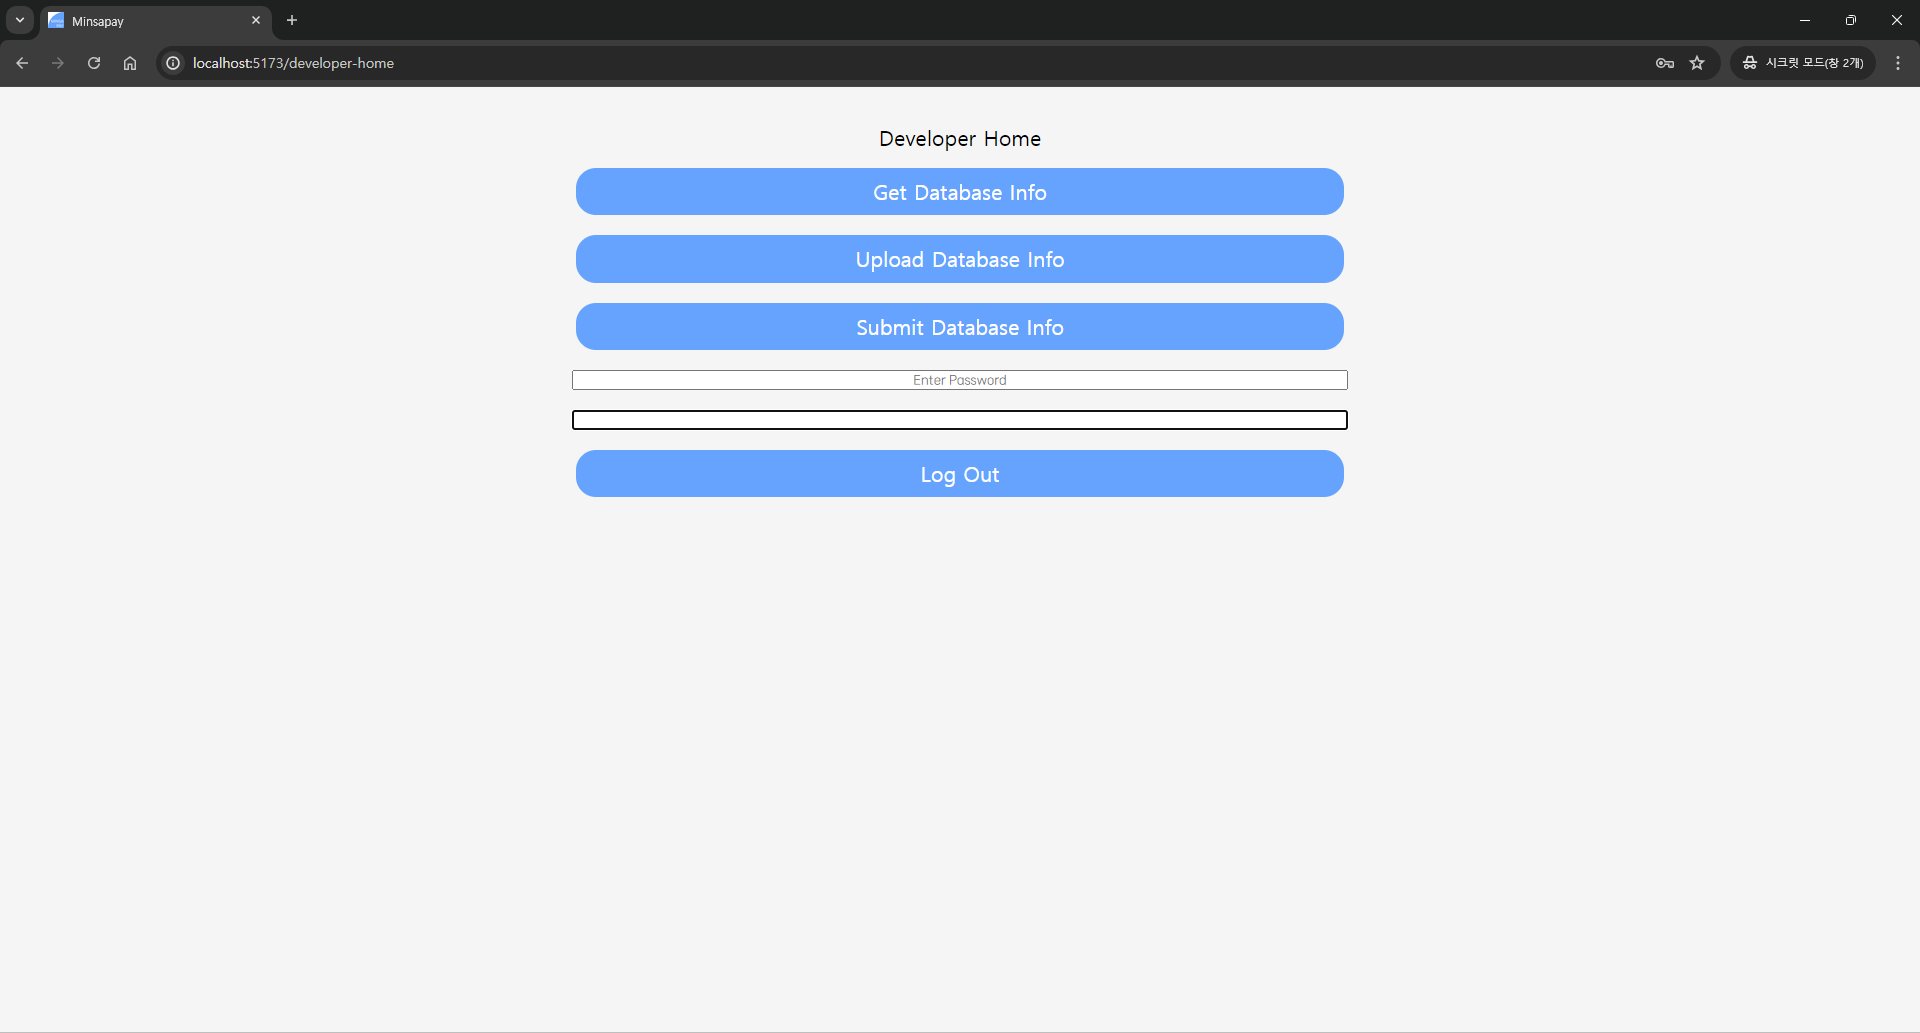 Minsapay
localhost:5173/developer-home
시크릿 모드(창 2개)
Developer Home
Get Database Info
Upload Database Info
Submit Database Info
Enter Password
Log Out